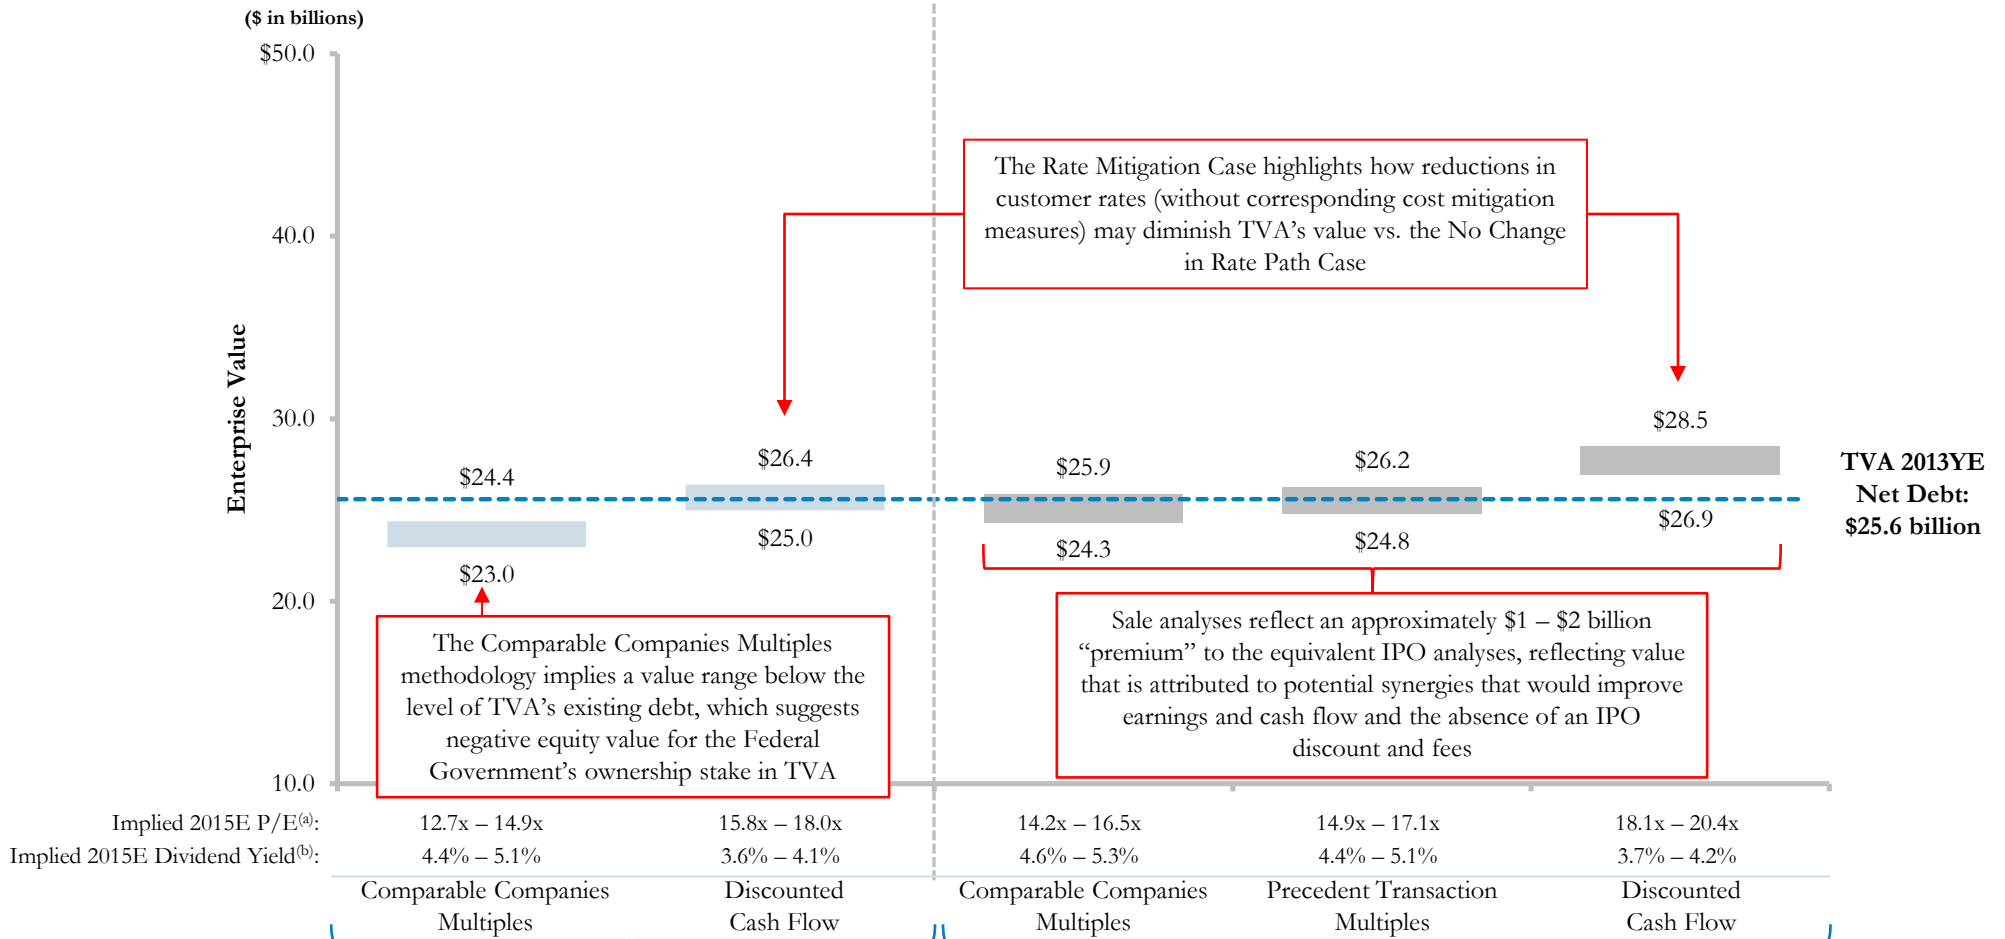 ($ in billions)
$50.0
40.0
30.0
20.0
10.0
Enterprise Value
The Rate Mitigation Case highlights how reductions in
customer rates (without corresponding cost mitigation
measures) may diminish TVA’s value vs. the No Change
in Rate Path Case
$24.4
$23.0
$26.4
$25.0
$25.9
$24.3
$26.2
$24.8
$28.5
$26.9
TVA 2013YE
Net Debt:
$25.6 billion
The Comparable Companies Multiples
methodology implies a value range below the
level of TVA’s existing debt, which suggests
negative equity value for the Federal
Government’s ownership stake in TVA
Sale analyses reflect an approximately $1 – $2 billion
“premium” to the equivalent IPO analyses, reflecting value
that is attributed to potential synergies that would improve
earnings and cash flow and the absence of an IPO
discount and fees
Implied 2015E P/E(a): 12.7x – 14.9x 15.8x – 18.0x 14.2x – 16.5x 14.9x – 17.1x 18.1x – 20.4x
Implied 2015E Dividend Yield(b): 4.4% – 5.1% 3.6% – 4.1% 4.6% – 5.3% 4.4% – 5.1% 3.7% – 4.2%
Comparable Companies
Multiples
Discounted
Cash Flow
Comparable Companies
Multiples
Precedent Transaction
Multiples
Discounted
Cash Flow